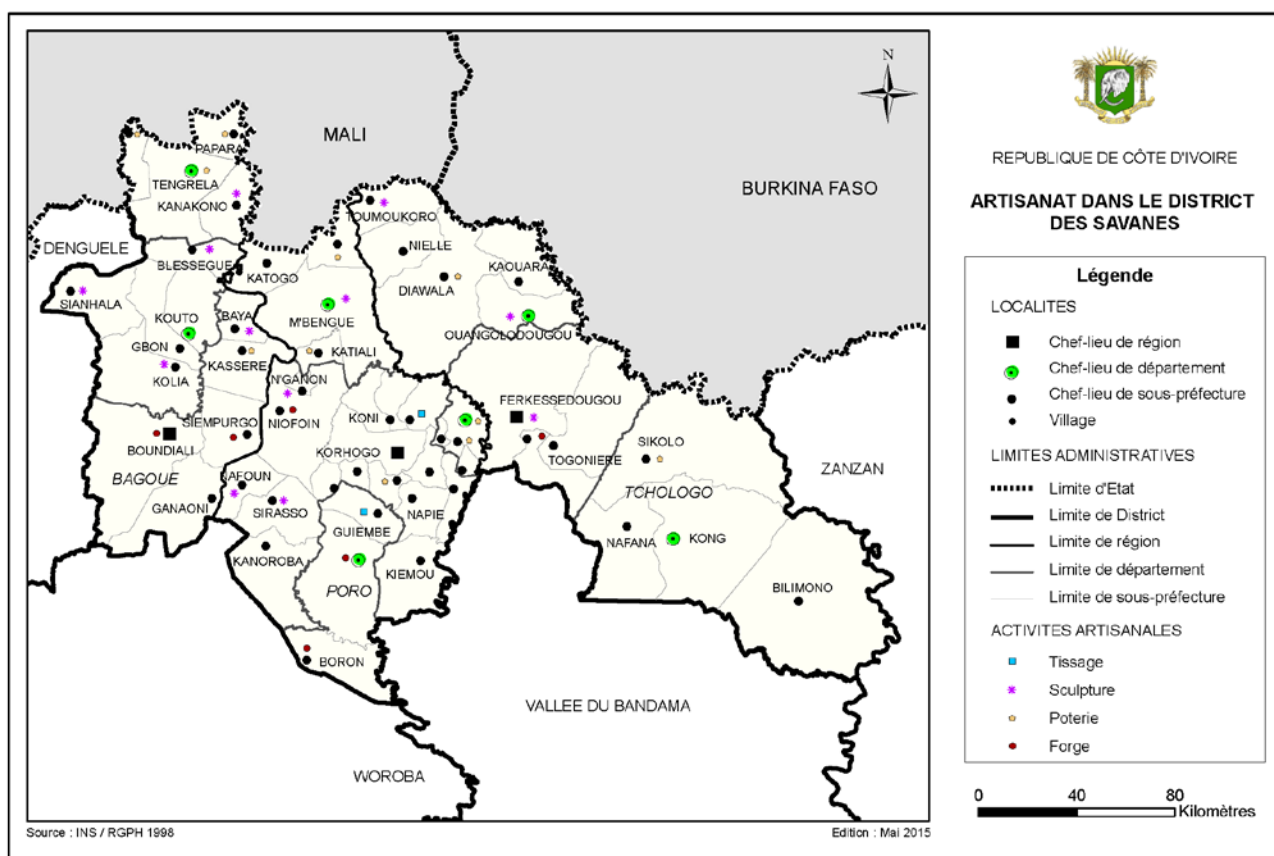 N
MALI
BURKINA FASO
PAPARA
TENGRELA
KANAKONO
TOUMOUKORO
DENGUELE
NIELLE
BLESSEGUE
KATOGO
KAOUARA
DIAWALA
SIANHALA
M'BENGUE
KOUTO
BAYA
OUANGOLODOUGOU
GBON
KASSERE
KATIALI
KOLIA
N'GANON
FERKESSEDOUGOU
SIEMPURGO
NIOFOIN
KONI
BOUNDIALI
KORHOGO
TOGONIERE
SIKOLO
ZANZAN
BAGOUE
NAFOUN
TCHOLOGO
GANAONI
SIRASSO
GUIEMBE
NAPIE
NAFANA
KONG
KANOROBA
KIEMOU
PORO
BILIMONO
BORON
VALLEE DU BANDAMA
WOROBA
Source : INS / RGPH 1998
Edition : Mai 2015
REPUBLIQUE DE CÔTE D'IVOIRE
ARTISANAT DANS LE DISTRICT
DES SAVANES
Légende
LOCALITES
Chef-lieu de région
Chef-lieu de département
Chef-lieu de sous-préfecture
Village
LIMITES ADMINISTRATIVES
Limite d'Etat
Limite de District
Limite de région
Limite de département
Limite de sous-préfecture
ACTIVITES ARTISANALES
Tissage
Sculpture
Poterie
Forge
0 40 80
Kilomètres